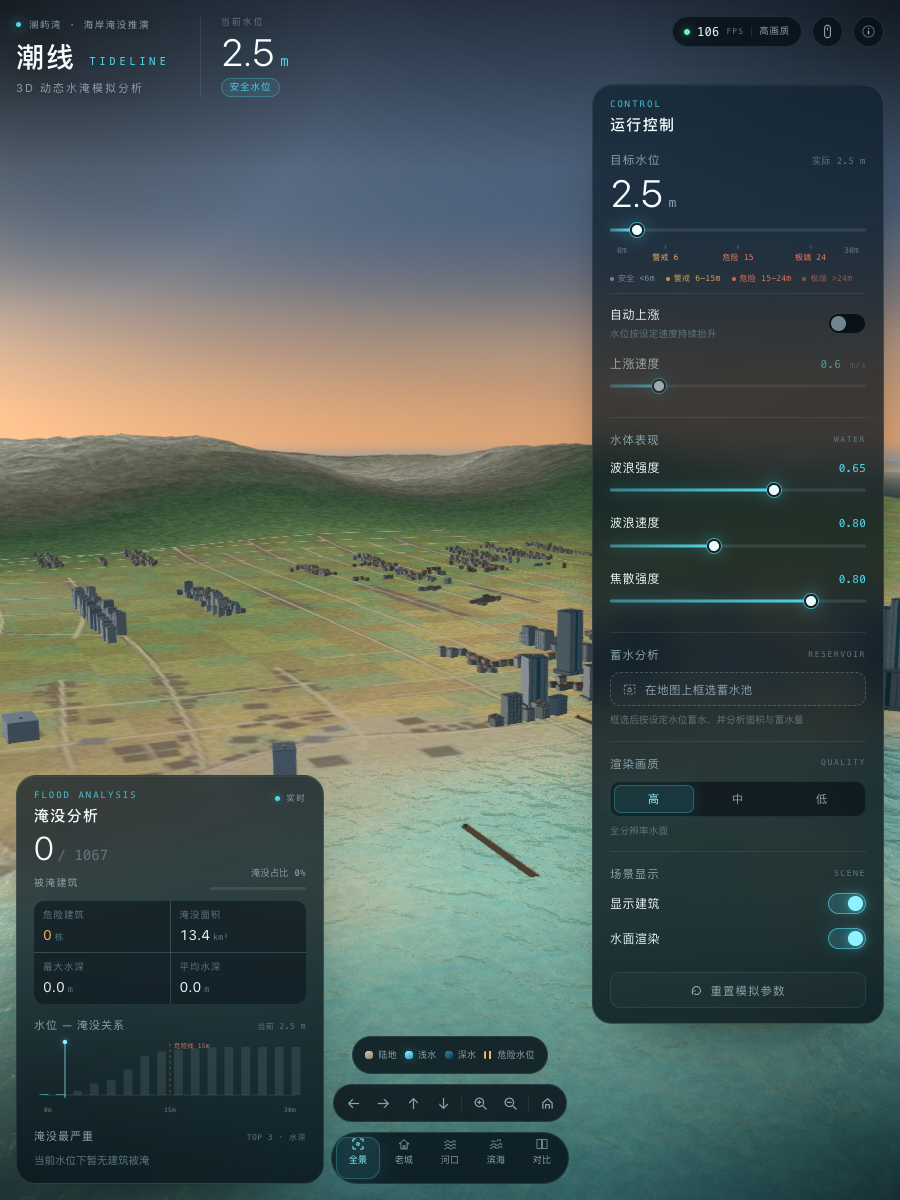 澜屿湾 · 海岸淹没推演
潮线 TIDELINE
3D 动态水淹模拟分析
当前水位
2.5 m
安全水位
106 FPS 高画质
CONTROL
运行控制
目标水位 实际 2.5 m
2.5 m
0m 警戒 6 危险 15 极端 24 30m
安全 <6m 警戒 6–15m 危险 15–24m 极端 >24m
自动上涨
水位按设定速度持续抬升
上涨速度 0.6 m/s
水体表现 WATER
波浪强度 0.65
波浪速度 0.80
焦散强度 0.80
蓄水分析 RESERVOIR
在地图上框选蓄水池
框选后按设定水位蓄水，并分析面积与蓄水量
渲染画质 QUALITY
高 中 低
全分辨率水面
场景显示 SCENE
显示建筑
水面渲染
重置模拟参数
FLOOD ANALYSIS
淹没分析 实时
0 / 1067
被淹建筑 淹没占比 0%
危险建筑 淹没面积
0 栋 13.4 km²
最大水深 平均水深
0.0 m 0.0 m
水位 — 淹没关系 当前 2.5 m
危险线 15m
0m 15m 30m
淹没最严重 TOP 3 · 水深
当前水位下暂无建筑被淹
陆地 浅水 深水 危险水位
全景 老城 河口 滨海 对比